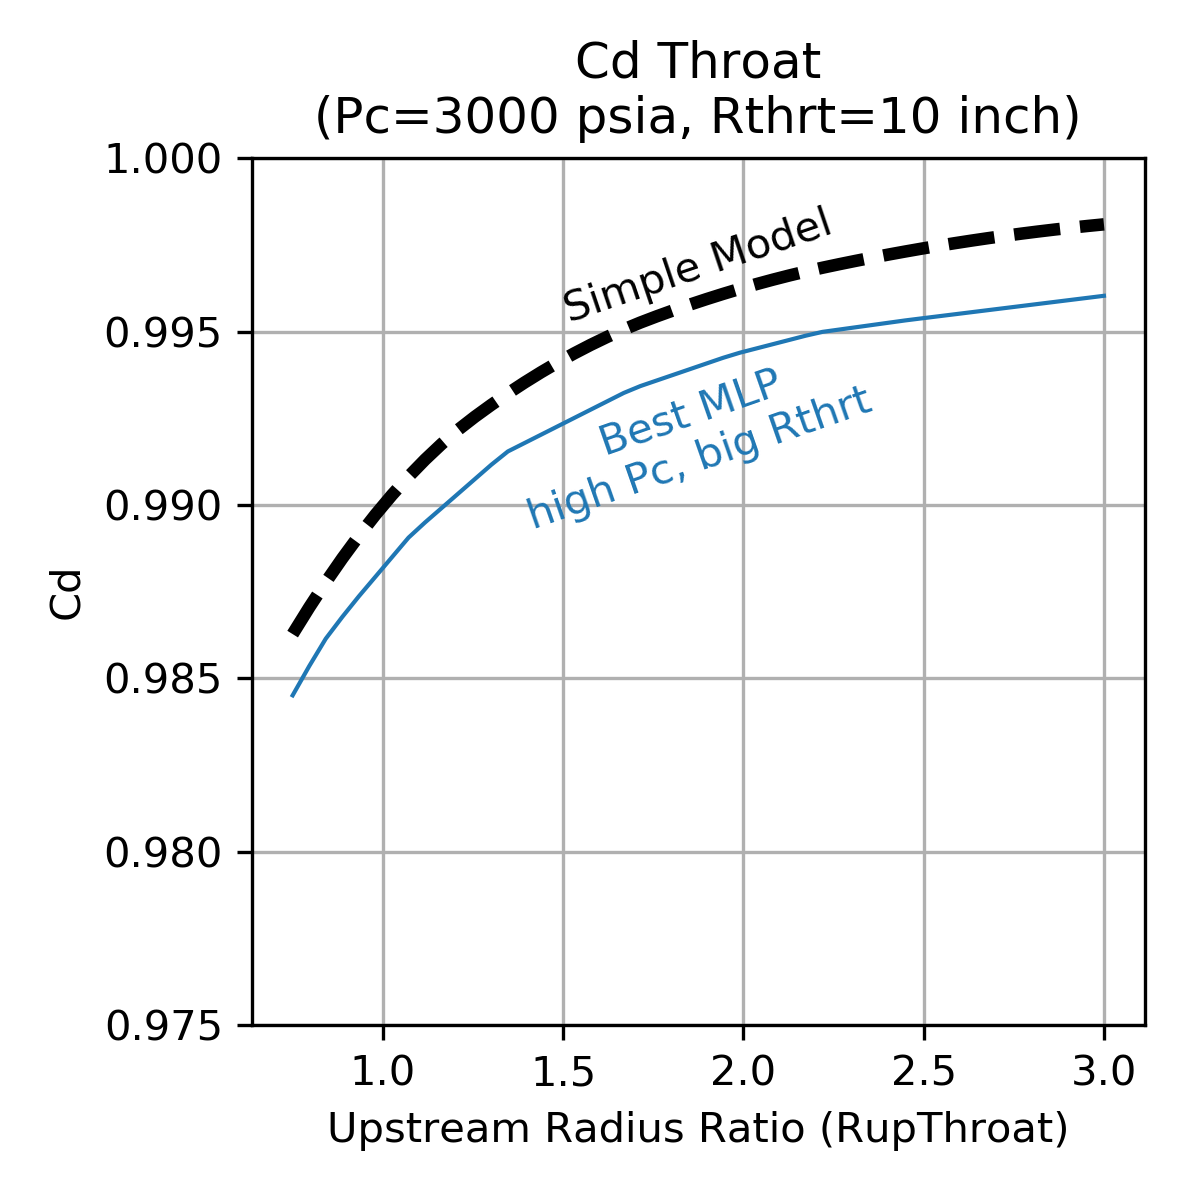 Cd Throat
(Pc=3000 psia, Rthrt=10 inch)
1.000
0.995
0.990
0.985
0.980
0.975
Cd
Simple Model
Best MLP
high Pc, big Rthrt
1.0
1.5
2.0
2.5
3.0
Upstream Radius Ratio (RupThroat)